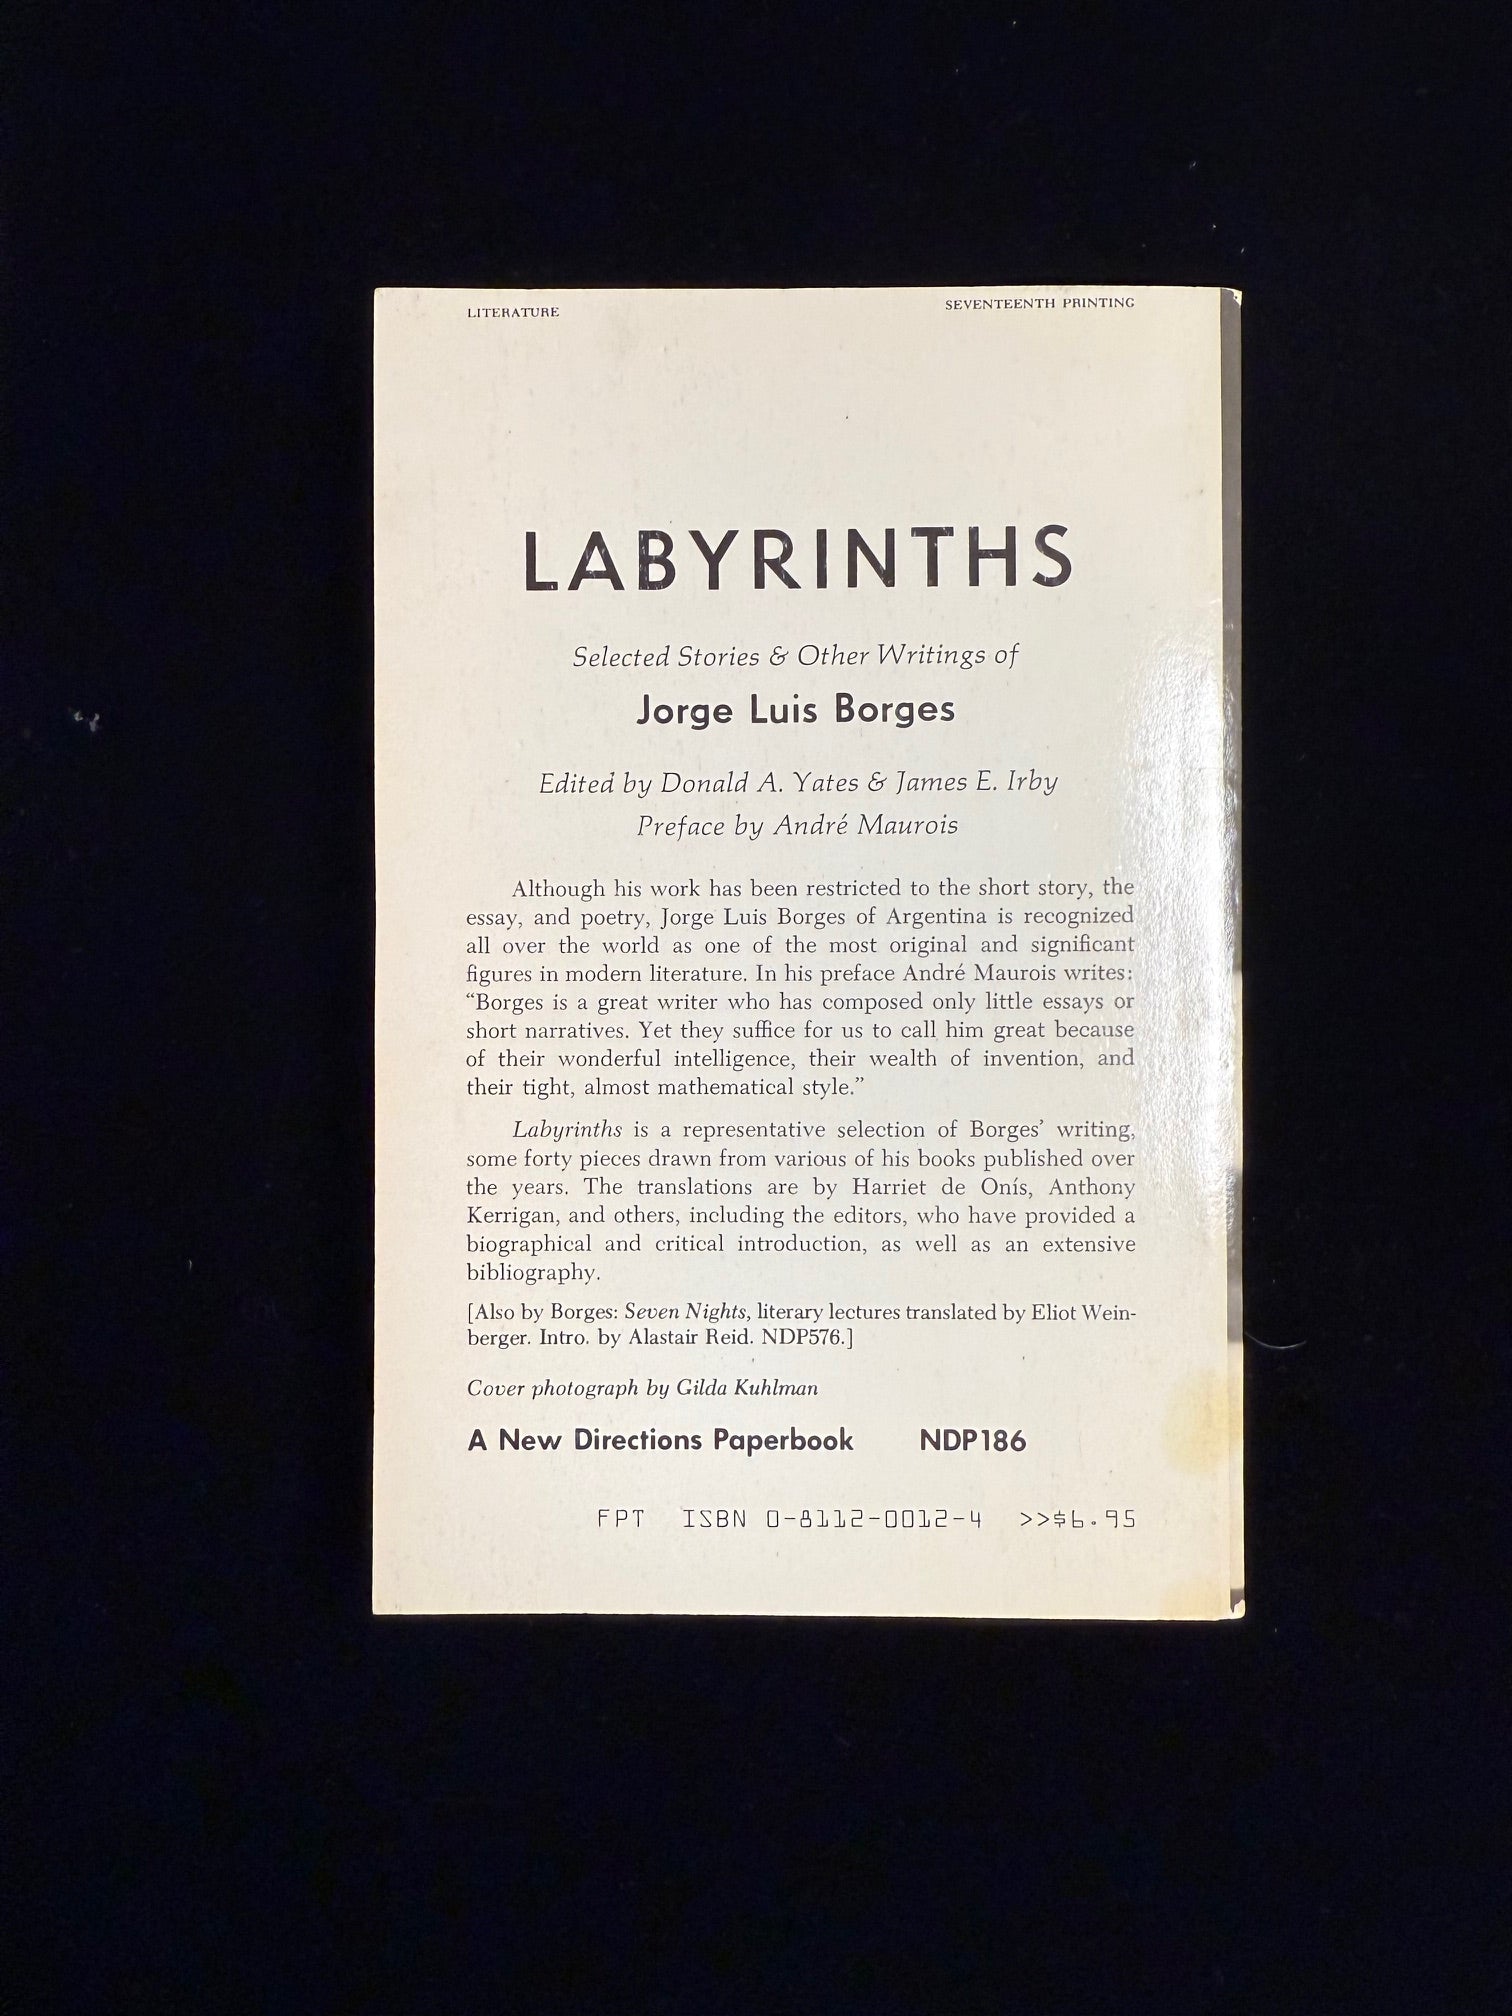 LITERATURE
SEVENTEENTH PRINTING
LABYRINTHS
Selected Stories & Other Writings of
Jorge Luis Borges
Edited by Donald A. Yates & James E. Irby
Preface by André Maurois
Although his work has been restricted to the short story, the
essay, and poetry, Jorge Luis Borges of Argentina is recognized
all over the world as one of the most original and significant
figures in modern literature. In his preface André Maurois writes:
“Borges is a great writer who has composed only little essays or
short narratives. Yet they suffice for us to call him great because
of their wonderful intelligence, their wealth of invention, and
their tight, almost mathematical style.”
Labyrinths is a representative selection of Borges’ writing,
some forty pieces drawn from various of his books published over
the years. The translations are by Harriet de Onís, Anthony
Kerrigan, and others, including the editors, who have provided a
biographical and critical introduction, as well as an extensive
bibliography.
[Also by Borges: Seven Nights, literary lectures translated by Eliot Wein-
berger. Intro. by Alastair Reid. NDP576.]
Cover photograph by Gilda Kuhlman
A New Directions Paperbook NDP186
FPT ISBN 0-8112-0012-4 >>$6.95